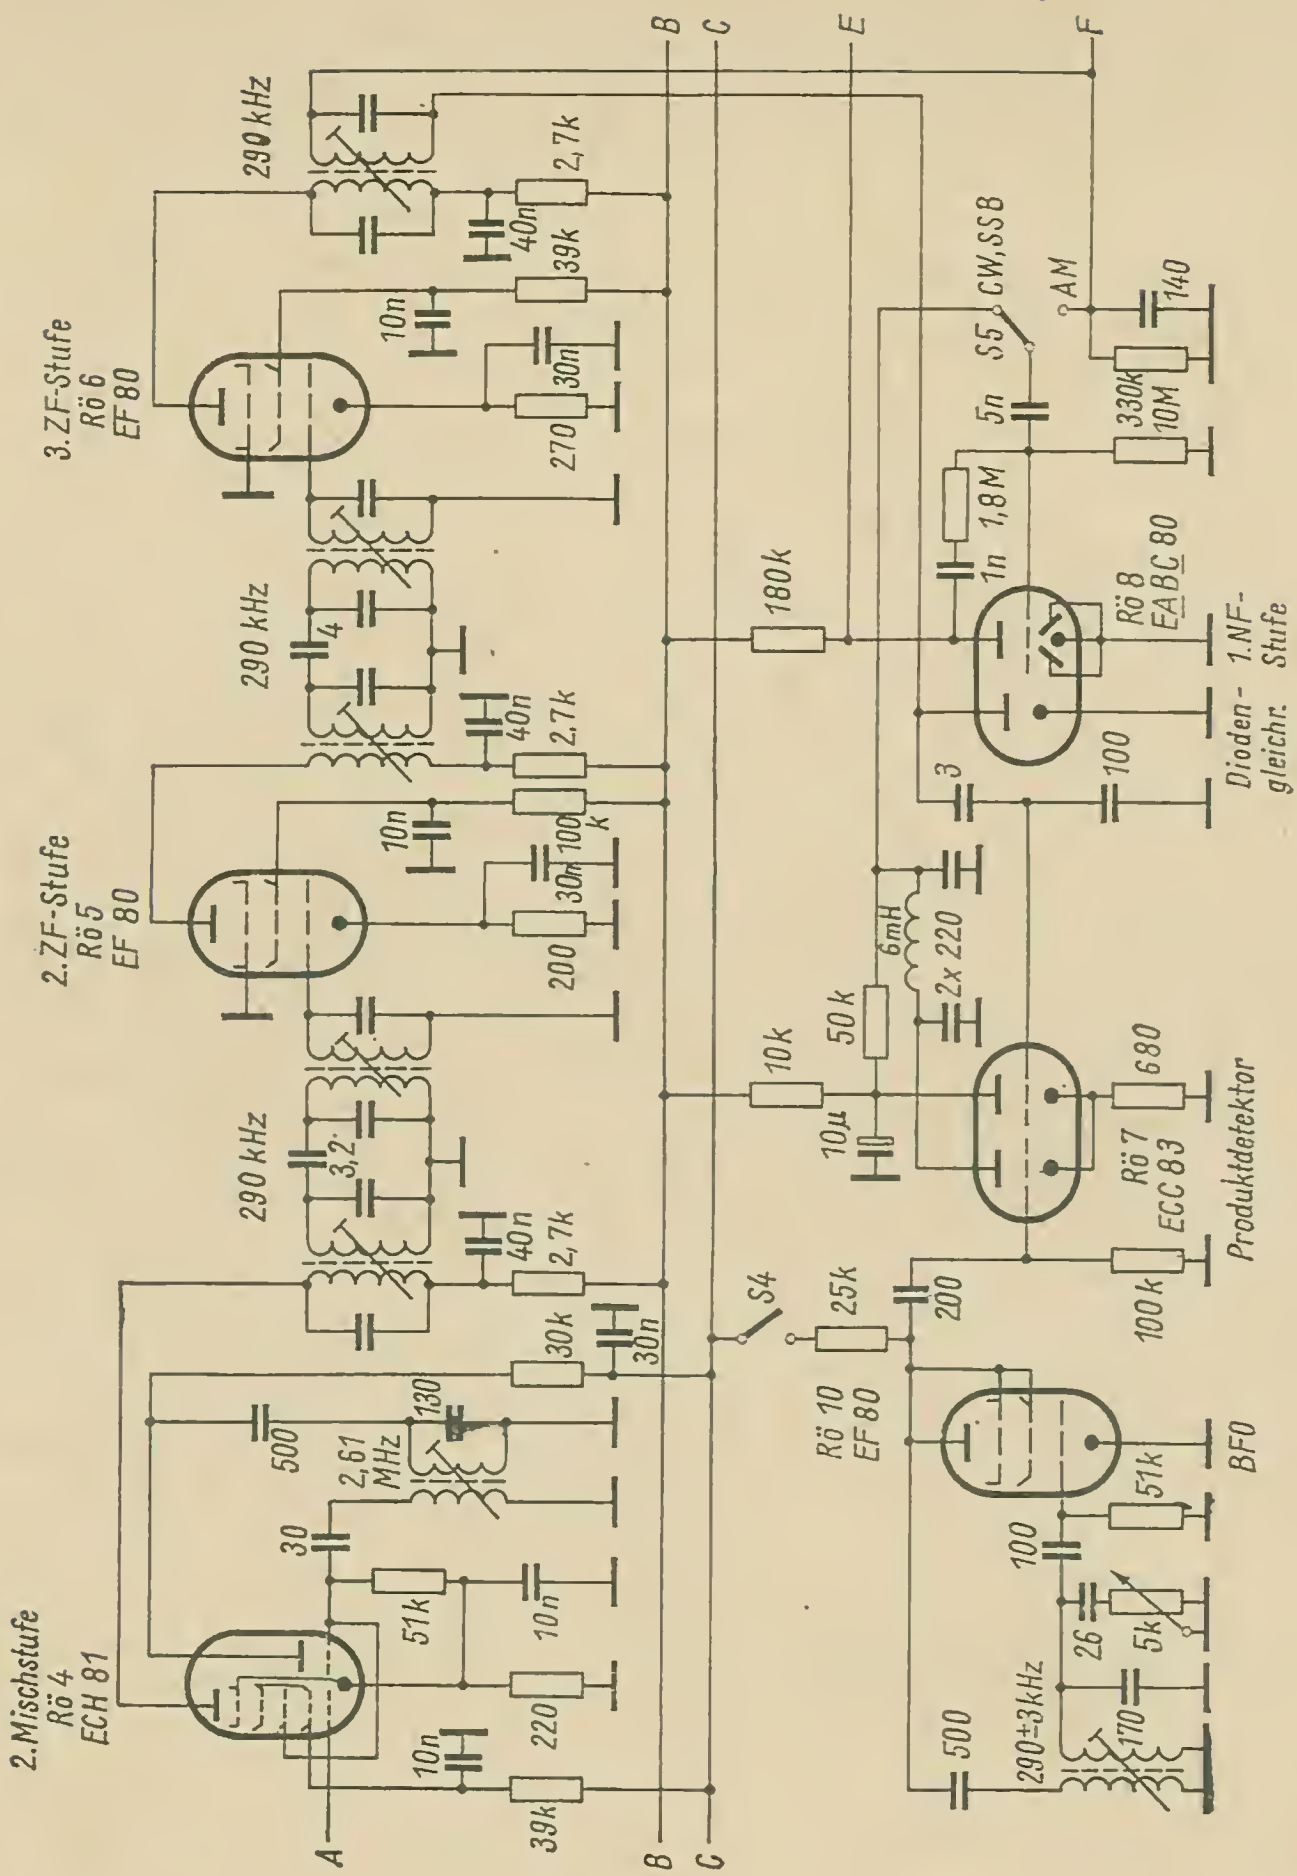 2.Mischstufe
Rö 4
ECH 81
2.ZF-Stufe
Rö 5
EF 80
3.ZF-Stufe
Rö 6
EF 80
A
39k
10n
220
51k
10n
30
500
2,61
MHz
130
30k
30n
290 kHz
40n
2,7k
3,2
200
30n
100
k
10n
290 kHz
4
40n
2,7k
270
30n
10n
39k
290 kHz
40n
2,7k
B
C
B
C
E
F
S4
25k
Rö 10
EF 80
500
290±3kHz
170
26
5k
100
51k
BFO
200
100k
10k
10µ
50k
6mH
2x 220
Rö 7
ECC 83
680
Produktdetektor
180k
3
100
1n
1,8M
5n
S5
CW,SSB
AM
140
330k
10M
Rö 8
EABC 80
Dioden-
gleichr.
1.NF-
Stufe